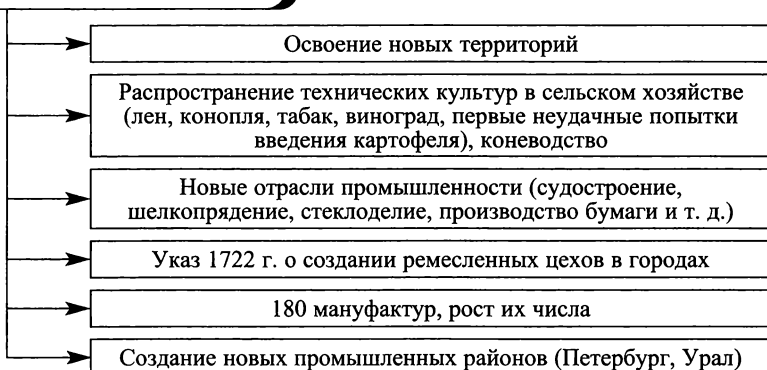 Освоение новых территорий
Распространение технических культур в сельском хозяйстве
(лен, конопля, табак, виноград, первые неудачные попытки
введения картофеля), коневодство
Новые отрасли промышленности (судостроение,
шелкопрядение, стеклоделие, производство бумаги и т. д.)
Указ 1722 г. о создании ремесленных цехов в городах
180 мануфактур, рост их числа
Создание новых промышленных районов (Петербург, Урал)